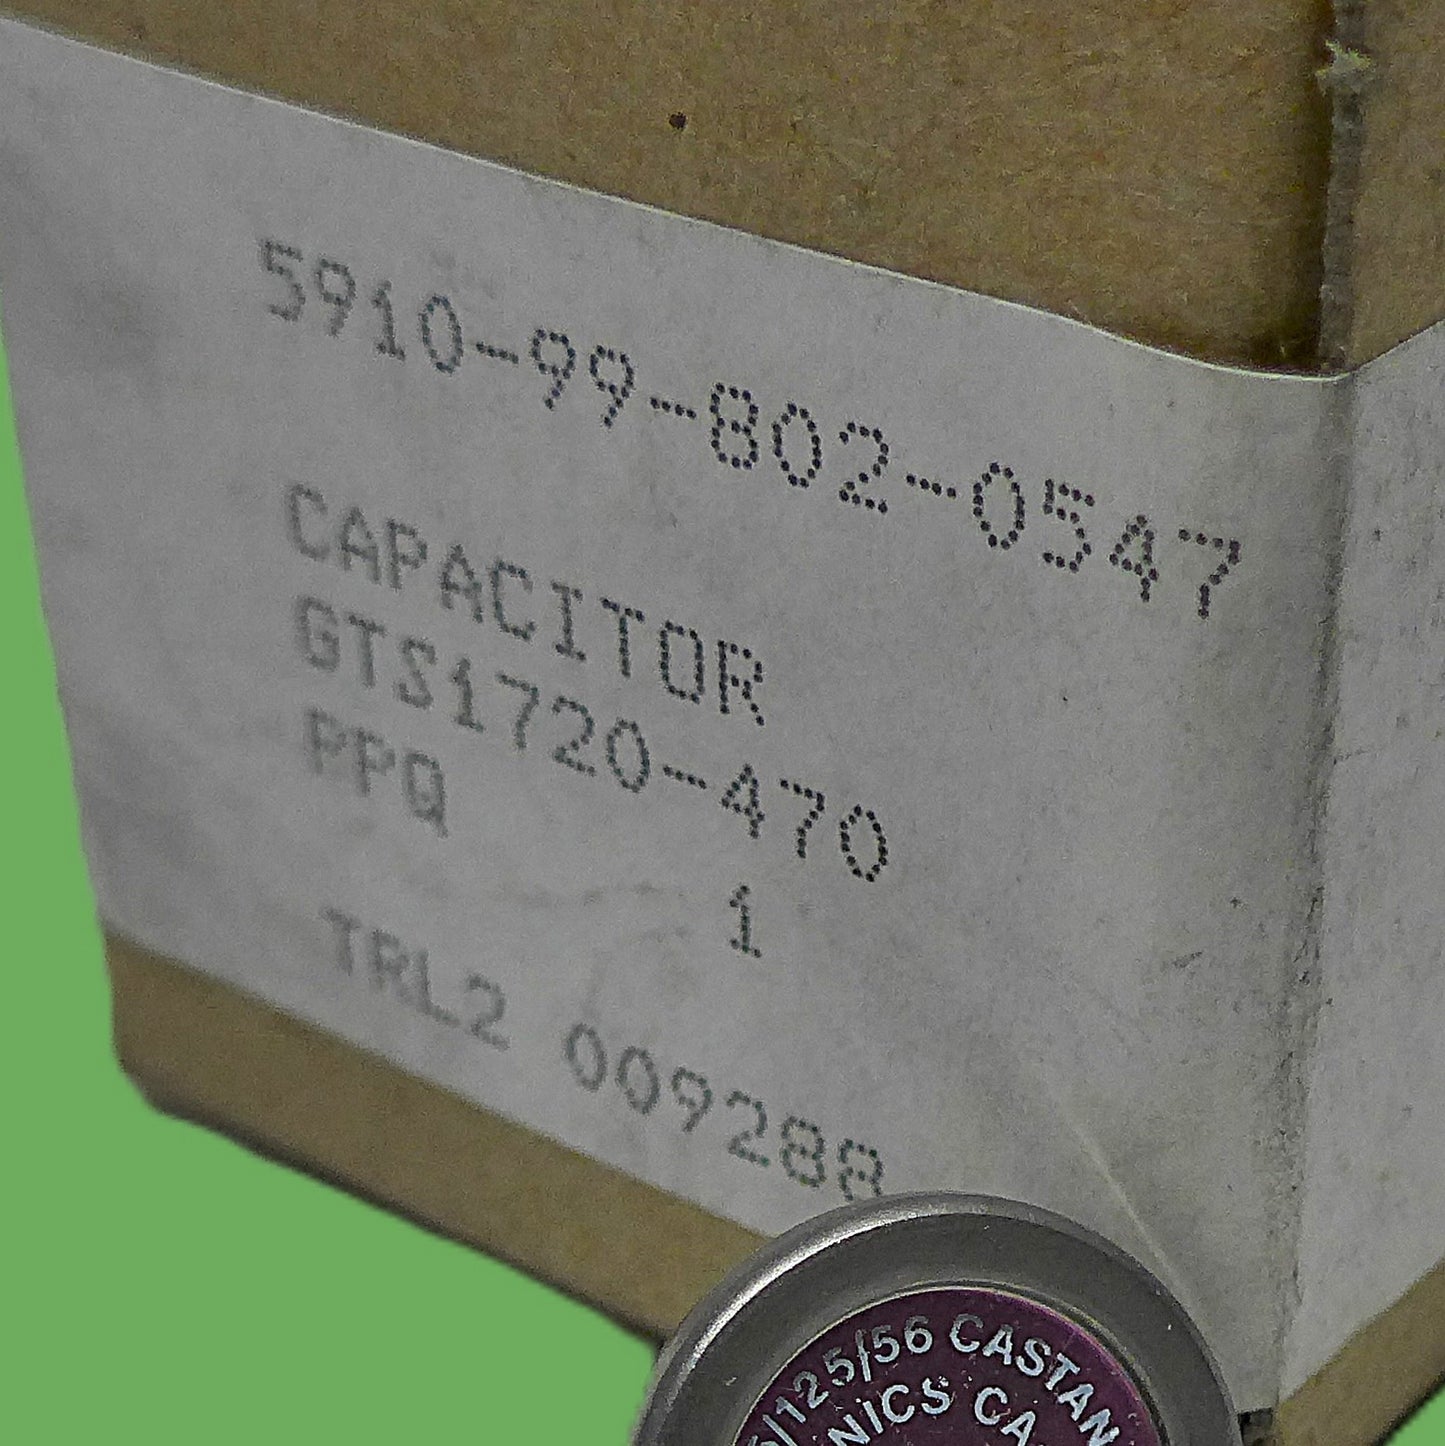 5910-99-802-0547
CAPACITOR
GTS1720-470
PPQ
1
TRL2 009288
/125/56 CASTAN
NICS CA